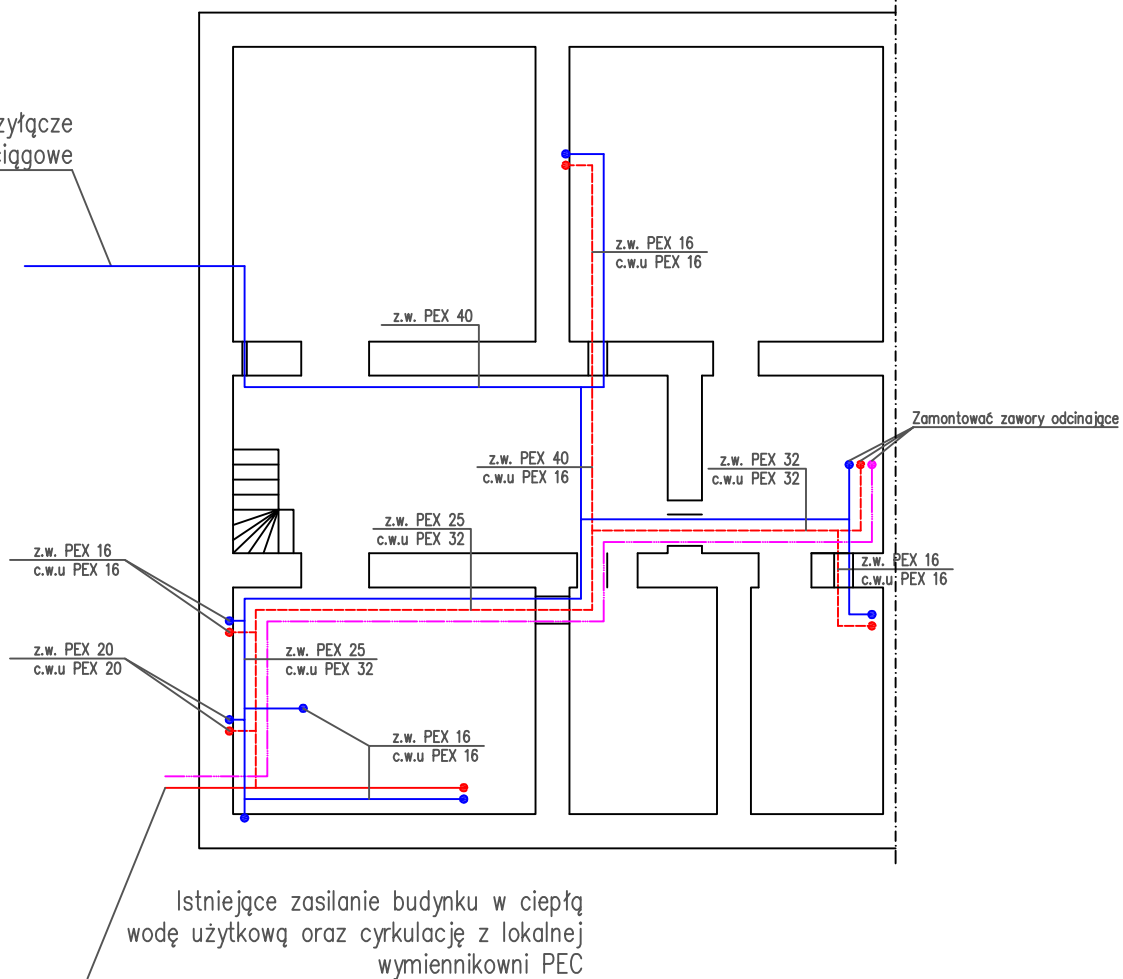 z.w. PEX 16
c.w.u PEX 16
z.w. PEX 40
Zamontować zawory odcinające
z.w. PEX 40
c.w.u PEX 16
z.w. PEX 32
c.w.u PEX 32
z.w. PEX 25
c.w.u PEX 32
z.w. PEX 16
c.w.u PEX 16
z.w. PEX 16
c.w.u PEX 16
z.w. PEX 20
c.w.u PEX 20
z.w. PEX 25
c.w.u PEX 32
z.w. PEX 16
c.w.u PEX 16
Istniejące zasilanie budynku w ciepłą
wodę użytkową oraz cyrkulację z lokalnej
wymiennikowni PEC